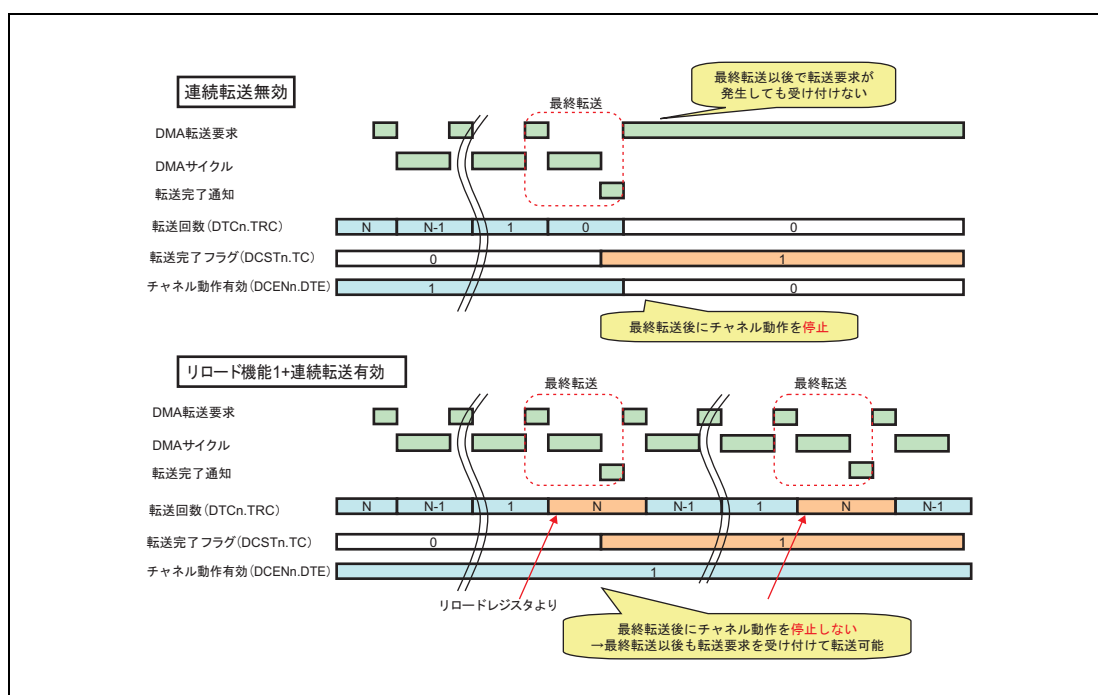 連続転送無効
最終転送以後で転送要求が
発生しても受け付けない
最終転送
DMA転送要求
DMAサイクル
転送完了通知
転送回数(DTCn.TRC) N N-1 1 0 0
転送完了フラグ(DCSTn.TC) 0 1
チャネル動作有効(DCENn.DTE) 1 0
最終転送後にチャネル動作を停止
リロード機能1+連続転送有効
最終転送 最終転送
DMA転送要求
DMAサイクル
転送完了通知
転送回数(DTCn.TRC) N N-1 1 N N-1 1 N N-1
転送完了フラグ(DCSTn.TC) 0 1
チャネル動作有効(DCENn.DTE) 1
リロードレジスタより
最終転送後にチャネル動作を停止しない
→最終転送以後も転送要求を受け付けて転送可能